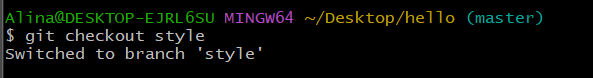 Alina@DESKTOP-EJRL6SU MINGW64 ~/Desktop/hello (master)
$ git checkout style
Switched to branch 'style'